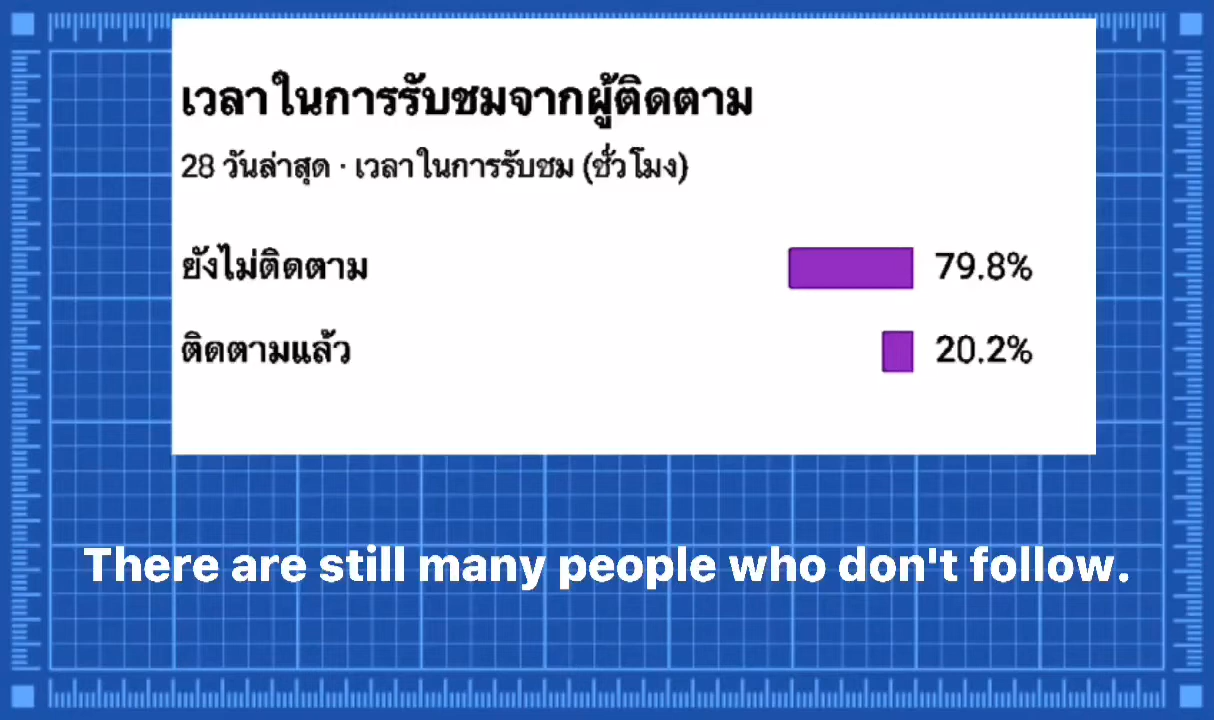 เวลาในการรับชมจากผู้ติดตาม
28 วันล่าสุด · เวลาในการรับชม (ชั่วโมง)
ยังไม่ติดตาม 79.8%
ติดตามแล้ว 20.2%
There are still many people who don't follow.